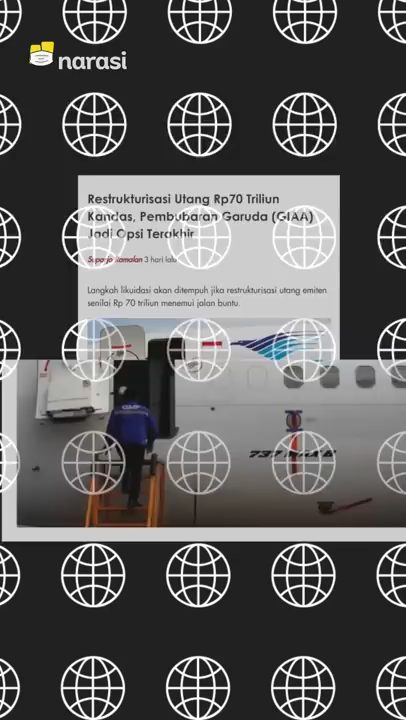 narasi
Restrukturisasi Utang Rp70 Triliun
Kandas, Pembubaran Garuda (GIAA)
Jadi Opsi Terakhir
3 hari lalu
Langkah likuidasi akan ditempuh jika restrukturisasi utang emiten
senilai Rp 70 triliun menemui jalan buntu.
737